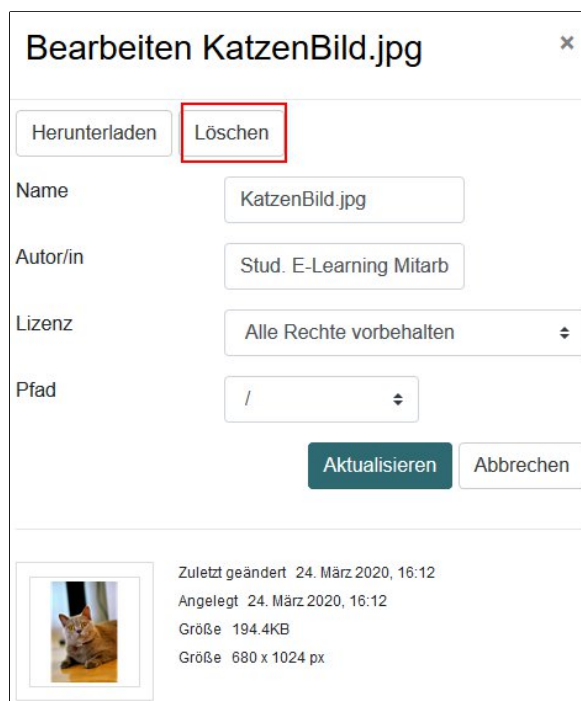 Bearbeiten KatzenBild.jpg ×
Herunterladen Löschen
Name KatzenBild.jpg
Autor/in Stud. E-Learning Mitarb
Lizenz Alle Rechte vorbehalten
Pfad /
Aktualisieren Abbrechen
Zuletzt geändert 24. März 2020, 16:12
Angelegt 24. März 2020, 16:12
Größe 194.4KB
Größe 680 x 1024 px